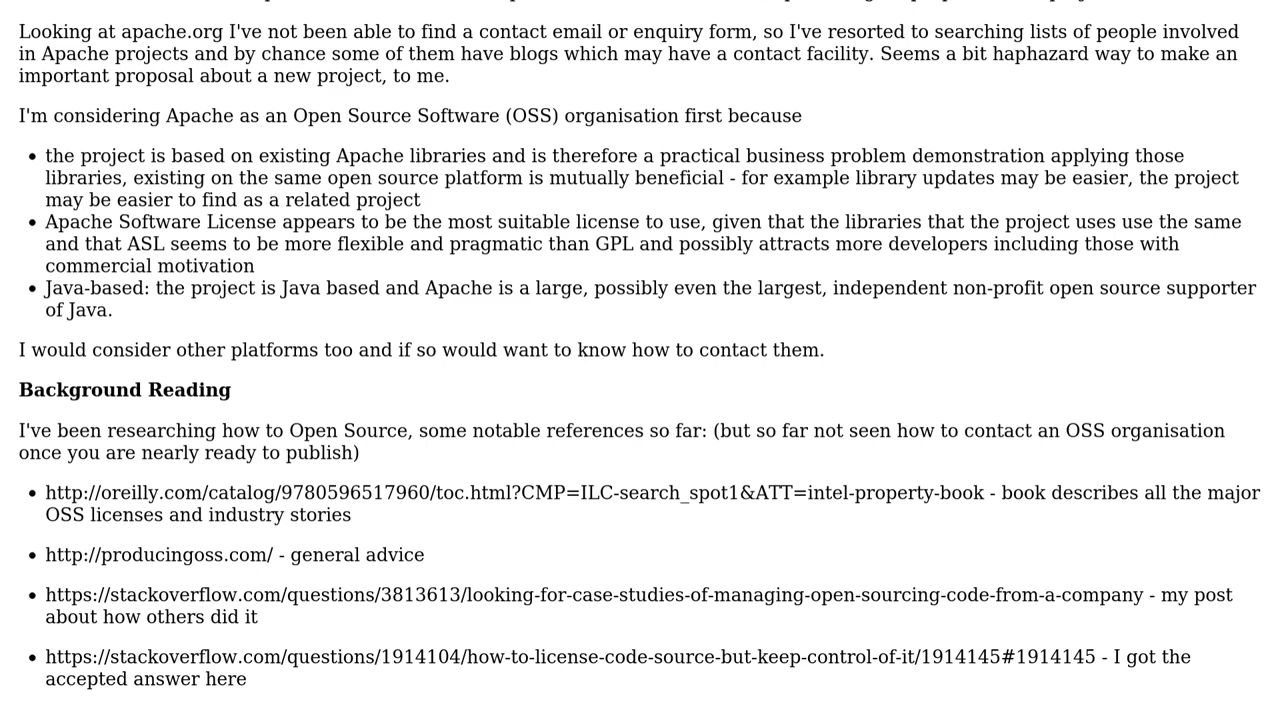 Looking at apache.org I've not been able to find a contact email or enquiry form, so I've resorted to searching lists of people involved
in Apache projects and by chance some of them have blogs which may have a contact facility. Seems a bit haphazard way to make an
important proposal about a new project, to me.
I'm considering Apache as an Open Source Software (OSS) organisation first because
• the project is based on existing Apache libraries and is therefore a practical business problem demonstration applying those
libraries, existing on the same open source platform is mutually beneficial - for example library updates may be easier, the project
may be easier to find as a related project
• Apache Software License appears to be the most suitable license to use, given that the libraries that the project uses use the same
and that ASL seems to be more flexible and pragmatic than GPL and possibly attracts more developers including those with
commercial motivation
• Java-based: the project is Java based and Apache is a large, possibly even the largest, independent non-profit open source supporter
of Java.
I would consider other platforms too and if so would want to know how to contact them.
Background Reading
I've been researching how to Open Source, some notable references so far: (but so far not seen how to contact an OSS organisation
once you are nearly ready to publish)
• http://oreilly.com/catalog/9780596517960/toc.html?CMP=ILC-search_spot1&ATT=intel-property-book - book describes all the major
OSS licenses and industry stories
• http://producingoss.com/ - general advice
• https://stackoverflow.com/questions/3813613/looking-for-case-studies-of-managing-open-sourcing-code-from-a-company - my post
about how others did it
• https://stackoverflow.com/questions/1914104/how-to-license-code-source-but-keep-control-of-it/1914145#1914145 - I got the
accepted answer here